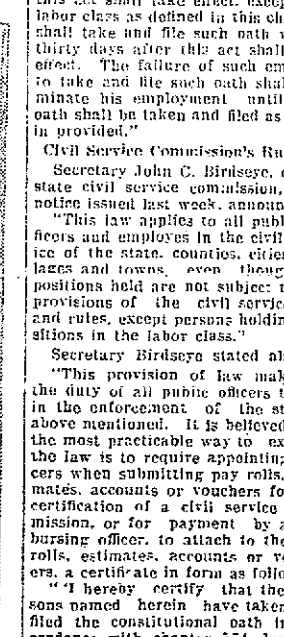 this act shall take effect, excep
labor class as defined in this ch
shall take and file such oath w
thirty days after this act shall
effect. The failure of such em
to take and file such oath shal
minate his employment until
oath shall be taken and filed as
in provided."
Civil Service Commission's Ru
Secretary John C. Birdseye,
state civil service commission,
notice issued last week, announ
"This law applies to all publ
ficers and employes in the civil
ice of the state, counties, cities
lages and towns, even thoug
positions held are not subject t
provisions of the civil servic
and rules, except persons holdin
sitions in the labor class."
Secretary Birdseye stated al
"This provision of law mak
the duty of all public officers t
in the enforcement of the st
above mentioned. It is believed
the most practicable way to ex
the law is to require appointin
cers when submitting pay rolls,
mates, accounts or vouchers fo
certification of a civil service
mission, or for payment by a
bursing officer, to attach to the
rolls, estimates, accounts or v
ers, a certificate in form as follo
"'I hereby certify that the
sons named herein have taken
filed the constitutional oath in
with chapter